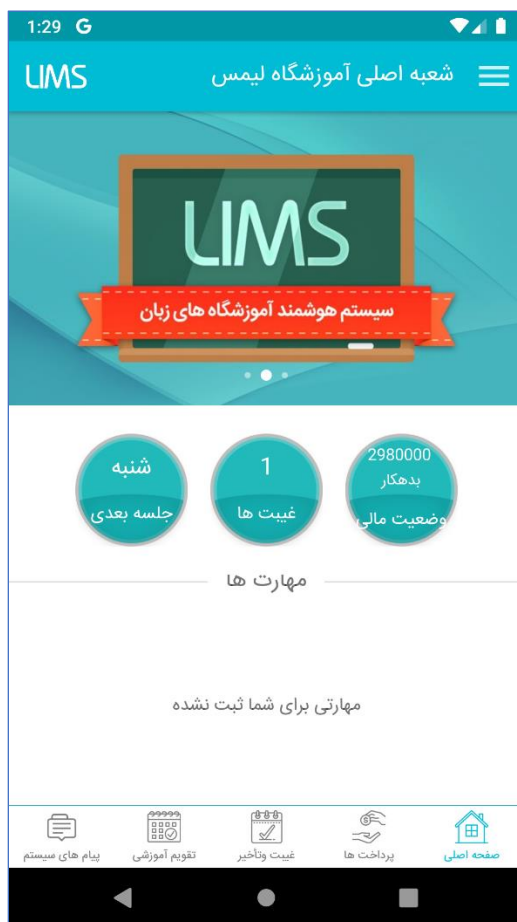 1:29 G
شعبه اصلی آموزشگاه لیمس
LIMS
LIMS
سیستم هوشمند آموزشگاه های زبان
2980000
بدهکار
وضعیت مالی
1
غیبت ها
شنبه
جلسه بعدی
مهارت ها
مهارتی برای شما ثبت نشده
صفحه اصلی
پرداخت ها
غیبت وتأخیر
تقویم آموزشی
پیام های سیستم